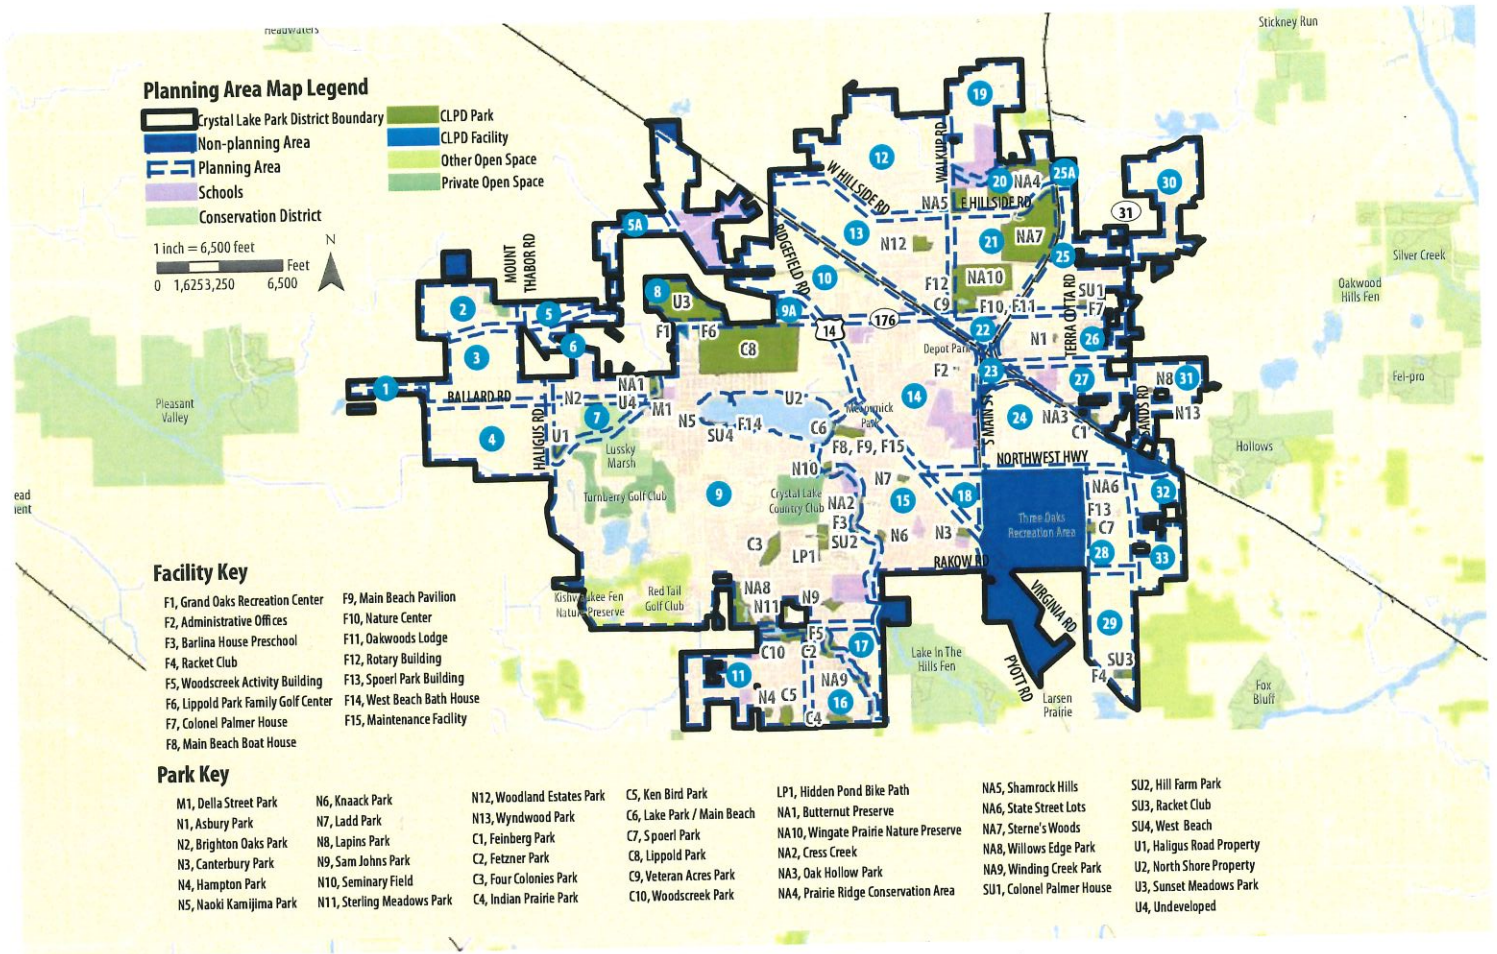 Stickney Run
Headwaters
Planning Area Map Legend
Crystal Lake Park District Boundary
Non-planning Area
Planning Area
Schools
Conservation District
CLPD Park
CLPD Facility
Other Open Space
Private Open Space
1 inch = 6,500 feet
N
Feet
0 1,625 3,250 6,500
MOUNT
THABOR RD
19
12
WALKUP RD
W HILLSIDE RD
20
NA4
25A
30
NA5
E HILLSIDE RD
31
5A
13
N12
21
NA7
RIDGEFIELD RD
25
Silver Creek
Oakwood
Hills Fen
10
F12
NA10
C9
F10, F11
TERRA COTTA RD
SU1
F7
8
U3
9A
2
5
F1
F6
14
176
22
N1
26
3
6
C8
Depot Park
F2
23
27
N8
31
Fel-pro
1
BALLARD RD
N2
NA1
U4
M1
U2
14
S MAIN ST
24
NA3
C1
SANDS RD
N13
Pleasant
Valley
7
N5
SU4
F14
C6
McCormick
Park
4
HALIGUS RD
U1
Lussky
Marsh
F8, F9, F15
NORTHWEST HWY
Hollows
N10
N7
Turnberry Golf Club
9
Crystal Lake
Country Club
NA2
15
18
NA6
32
F3
F13
Three Oaks
Recreation Area
C7
C3
SU2
N6
N3
LP1
28
33
RAKOW RD
Kishwaukee Fen
Nature Preserve
Red Tail
Golf Club
NA8
N11
N9
VIRGINIA RD
29
F5
C10
C2
17
Lake In The
Hills Fen
PYOTT RD
SU3
F4
11
NA9
N4
C5
16
C4
Larsen
Prairie
Fox
Bluff
Facility Key
F1, Grand Oaks Recreation Center
F2, Administrative Offices
F3, Barlina House Preschool
F4, Racket Club
F5, Woodscreek Activity Building
F6, Lippold Park Family Golf Center
F7, Colonel Palmer House
F8, Main Beach Boat House
F9, Main Beach Pavilion
F10, Nature Center
F11, Oakwoods Lodge
F12, Rotary Building
F13, Spoerl Park Building
F14, West Beach Bath House
F15, Maintenance Facility
Park Key
M1, Della Street Park
N1, Asbury Park
N2, Brighton Oaks Park
N3, Canterbury Park
N4, Hampton Park
N5, Naoki Kamijima Park
N6, Knaack Park
N7, Ladd Park
N8, Lapins Park
N9, Sam Johns Park
N10, Seminary Field
N11, Sterling Meadows Park
N12, Woodland Estates Park
N13, Wyndwood Park
C1, Feinberg Park
C2, Fetzner Park
C3, Four Colonies Park
C4, Indian Prairie Park
C5, Ken Bird Park
C6, Lake Park / Main Beach
C7, Spoerl Park
C8, Lippold Park
C9, Veteran Acres Park
C10, Woodscreek Park
LP1, Hidden Pond Bike Path
NA1, Butternut Preserve
NA10, Wingate Prairie Nature Preserve
NA2, Cress Creek
NA3, Oak Hollow Park
NA4, Prairie Ridge Conservation Area
NA5, Shamrock Hills
NA6, State Street Lots
NA7, Sterne's Woods
NA8, Willows Edge Park
NA9, Winding Creek Park
SU1, Colonel Palmer House
SU2, Hill Farm Park
SU3, Racket Club
SU4, West Beach
U1, Haligus Road Property
U2, North Shore Property
U3, Sunset Meadows Park
U4, Undeveloped